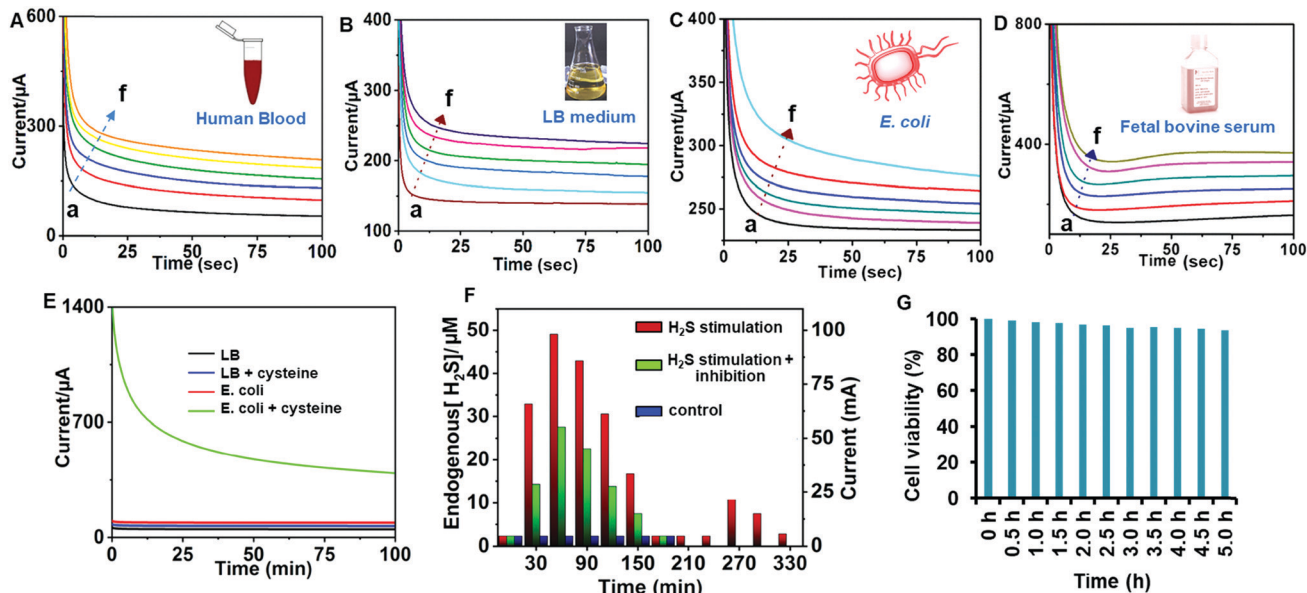 A
600
300
0
Current/µA
0 25 50 75 100
Time (sec)
a
f
Human Blood
B
400
300
200
100
Current/µA
0 25 50 75 100
Time (sec)
a
f
LB medium
C
400
350
300
250
Current/µA
0 25 50 75 100
Time (sec)
a
f
E. coli
D
800
400
Current/µA
0 25 50 75 100
Time (sec)
a
f
Fetal bovine serum
E
1400
700
0
Current/µA
0 25 50 75 100
Time (min)
LB
LB + cysteine
E. coli
E. coli + cysteine
F
50
40
30
20
10
0
Endogenous[ H2S]/ µM
100
75
50
25
0
Current (mA)
30 90 150 210 270 330
Time (min)
H2S stimulation
H2S stimulation +
inhibition
control
G
100
80
60
40
20
0
Cell viability (%)
0 h
0.5 h
1.0 h
1.5 h
2.0 h
2.5 h
3.0 h
3.5 h
4.0 h
4.5 h
5.0 h
Time (h)